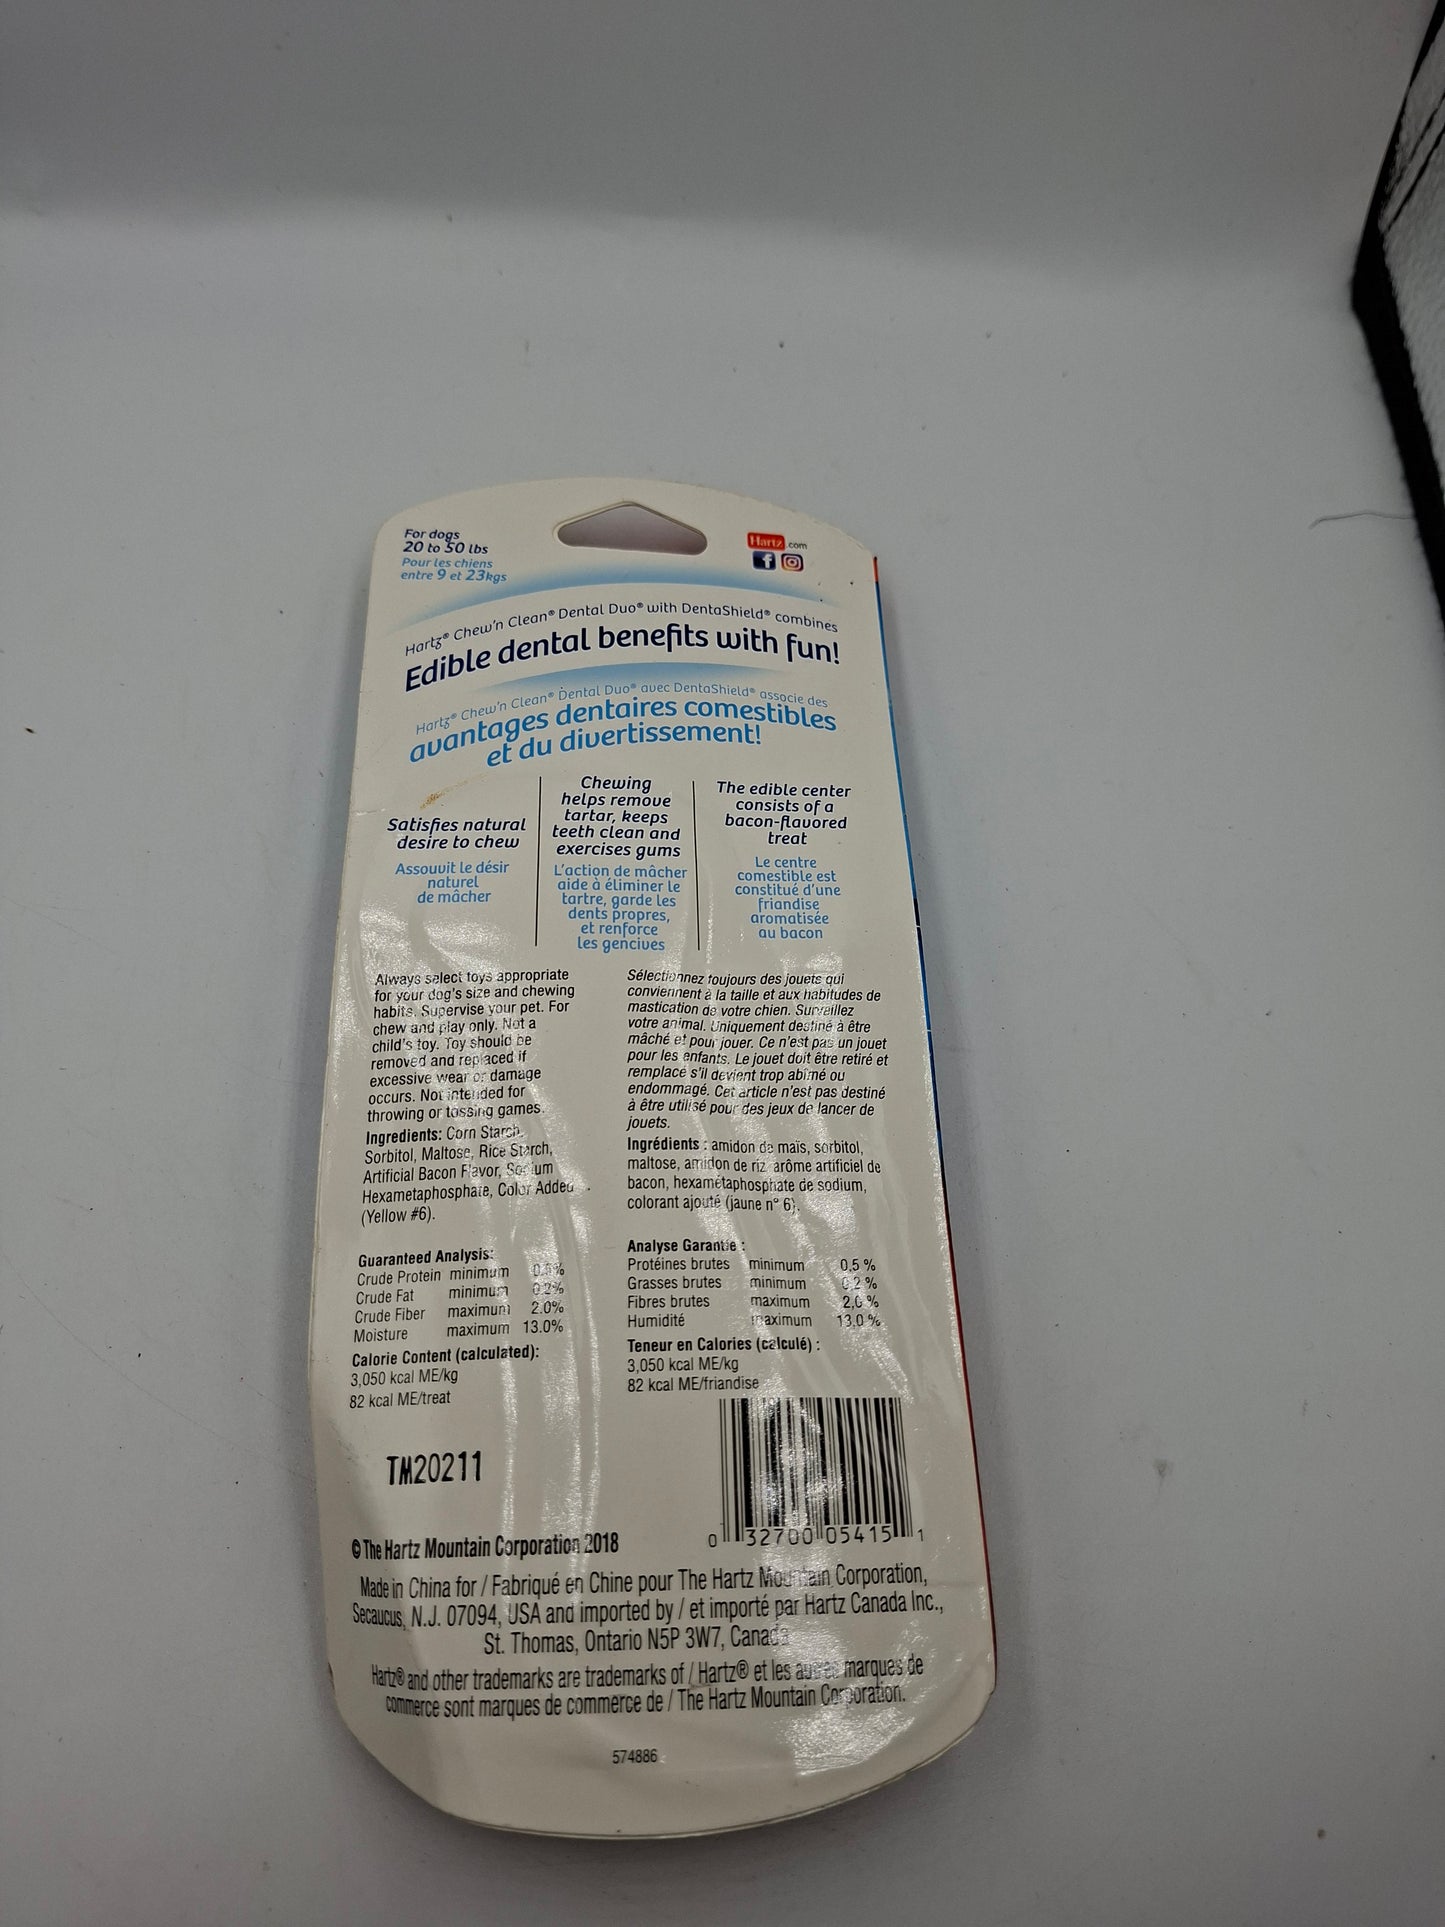 For dogs
20 to 50 lbs
Pour les chiens
entre 9 et 23kgs
Hartz.com
Hartz® Chew'n Clean® Dental Duo® with DentaShield® combines
Edible dental benefits with fun!
Hartz® Chew'n Clean® Dental Duo® avec DentaShield® associe des
avantages dentaires comestibles
et du divertissement!
Satisfies natural
desire to chew
Assouvit le désir
naturel
de mâcher
Chewing
helps remove
tartar, keeps
teeth clean and
exercises gums
L'action de mâcher
aide à éliminer le
tartre, garde les
dents propres,
et renforce
les gencives
The edible center
consists of a
bacon-flavored
treat
Le centre
comestible est
constitué d'une
friandise
aromatisée
au bacon
Always select toys appropriate
for your dog's size and chewing
habits. Supervise your pet. For
chew and play only. Not a
child's toy. Toy should be
removed and replaced if
excessive wear or damage
occurs. Not intended for
throwing or tossing games.
Ingredients: Corn Starch,
Sorbitol, Maltose, Rice Starch,
Artificial Bacon Flavor, Sodium
Hexametaphosphate, Color Added
(Yellow #6).
Guaranteed Analysis:
Crude Protein minimum 0.5%
Crude Fat minimum 0.2%
Crude Fiber maximum 2.0%
Moisture maximum 13.0%
Calorie Content (calculated):
3,050 kcal ME/kg
82 kcal ME/treat
Sélectionnez toujours des jouets qui
conviennent à la taille et aux habitudes de
mastication de votre chien. Surveillez
votre animal. Uniquement destiné à être
mâché et pour jouer. Ce n'est pas un jouet
pour les enfants. Le jouet doit être retiré et
remplacé s'il devient trop abîmé ou
endommagé. Cet article n'est pas destiné
à être utilisé pour des jeux de lancer de
jouets.
Ingrédients : amidon de maïs, sorbitol,
maltose, amidon de riz, arôme artificiel de
bacon, hexamétaphosphate de sodium,
colorant ajouté (jaune n° 6).
Analyse Garantie :
Protéines brutes minimum 0,5 %
Grasses brutes minimum 0,2 %
Fibres brutes maximum 2,0 %
Humidité maximum 13,0 %
Teneur en Calories (calculé) :
3,050 kcal ME/kg
82 kcal ME/friandise
TM20211
0 32700 05415 1
© The Hartz Mountain Corporation 2018
Made in China for / Fabriqué en Chine pour The Hartz Mountain Corporation,
Secaucus, N.J. 07094, USA and imported by / et importé par Hartz Canada Inc.,
St. Thomas, Ontario N5P 3W7, Canada
Hartz® and other trademarks are trademarks of / Hartz® et les autres marques de
commerce sont marques de commerce de / The Hartz Mountain Corporation.
574886